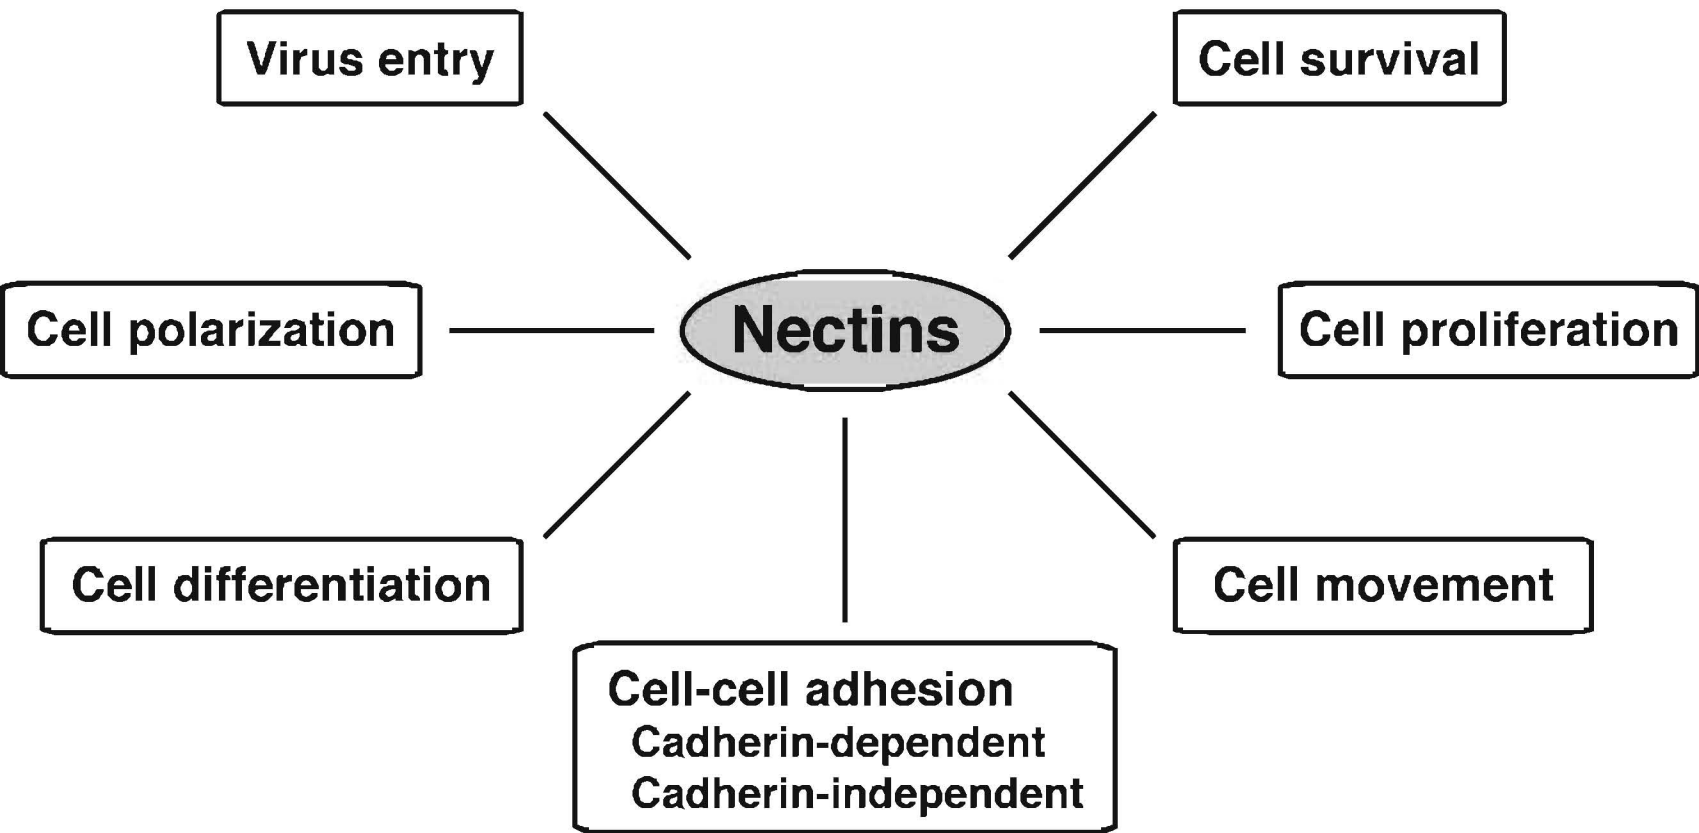 Virus entry
Cell survival
Cell polarization
Nectins
Cell proliferation
Cell differentiation
Cell movement
Cell-cell adhesion
Cadherin-dependent
Cadherin-independent